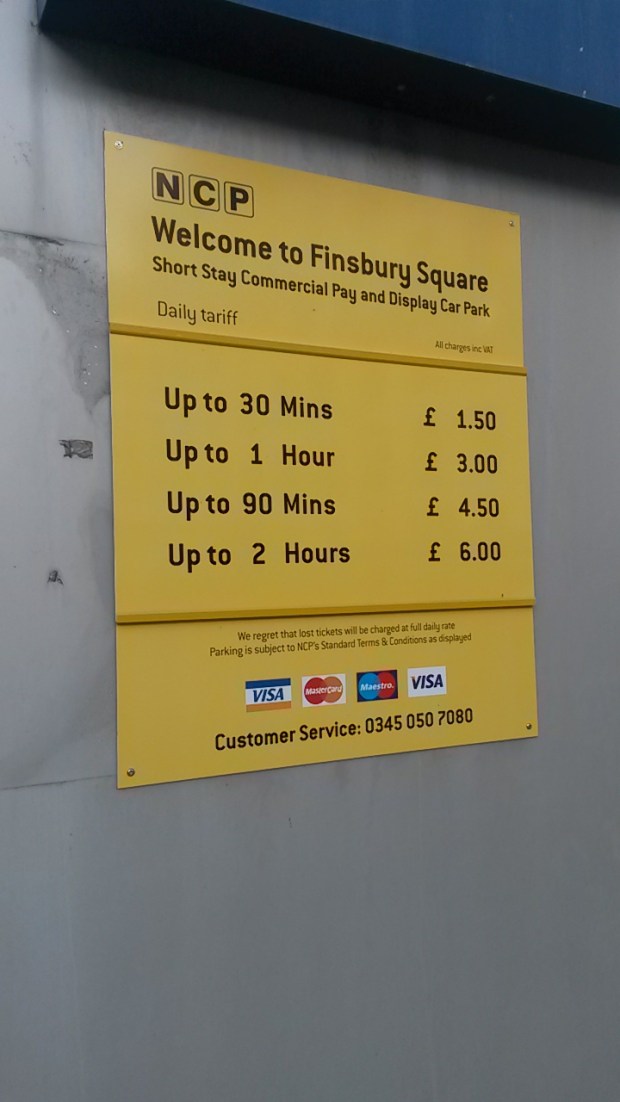 NCP
Welcome to Finsbury Square
Short Stay Commercial Pay and Display Car Park
Daily tariff
All charges inc VAT
Up to 30 Mins £ 1.50
Up to 1 Hour £ 3.00
Up to 90 Mins £ 4.50
Up to 2 Hours £ 6.00
We regret that lost tickets will be charged at full daily rate
Parking is subject to NCP's Standard Terms & Conditions as displayed
VISA MasterCard Maestro VISA
Customer Service: 0345 050 7080